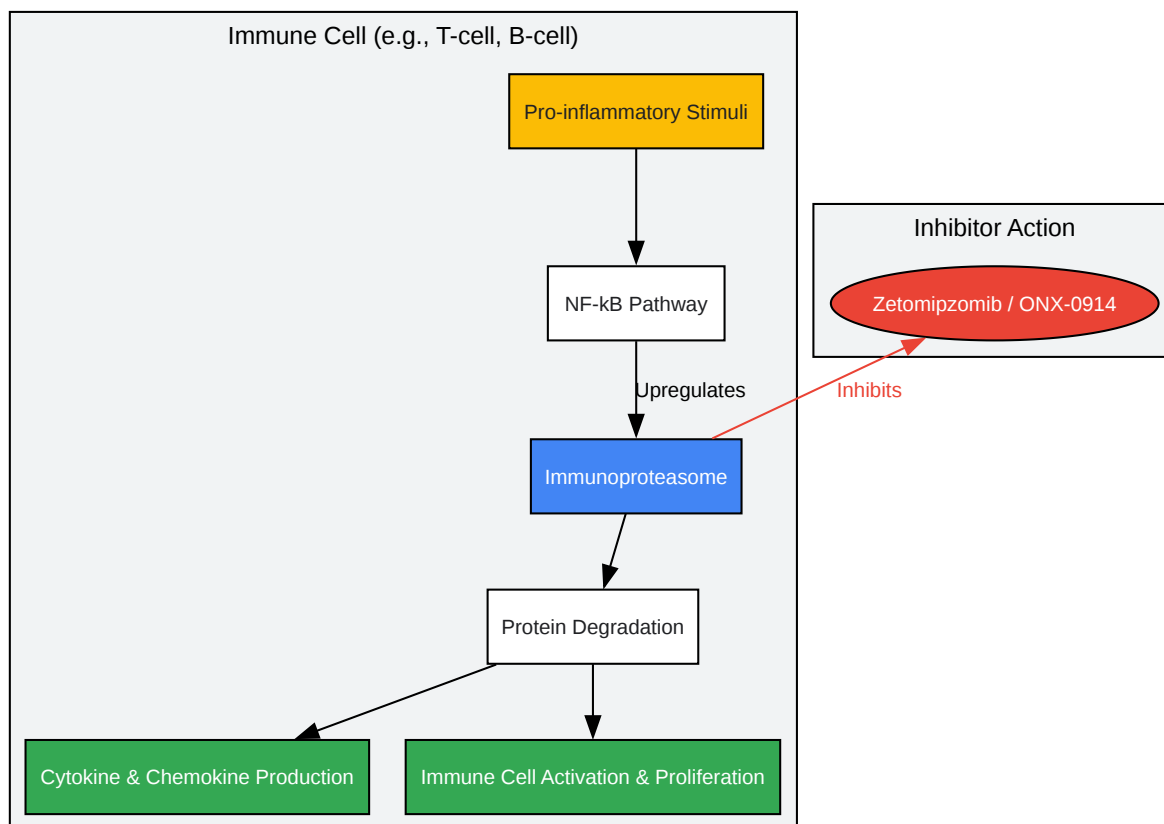 Immune Cell (e.g., T-cell, B-cell)
Pro-inflammatory Stimuli
Inhibitor Action
Zetomipzomib / ONX-0914
NF-kB Pathway
Upregulates
Inhibits
Immunoproteasome
Protein Degradation
Cytokine & Chemokine Production
Immune Cell Activation & Proliferation